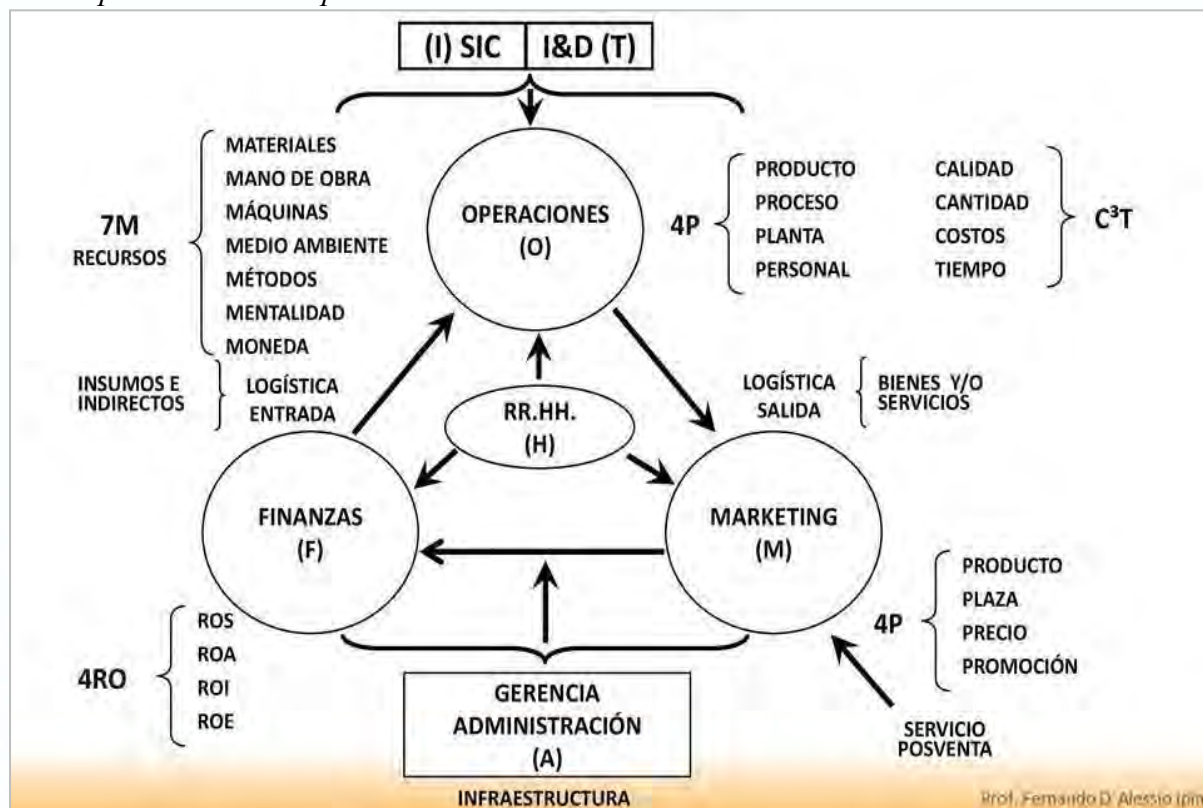 (I) SIC
I&D (T)
MATERIALES
MANO DE OBRA
MÁQUINAS
MEDIO AMBIENTE
MÉTODOS
MENTALIDAD
MONEDA
7M
RECURSOS
OPERACIONES
(O)
4P
PRODUCTO
PROCESO
PLANTA
PERSONAL
CALIDAD
CANTIDAD
COSTOS
TIEMPO
C³T
INSUMOS E
INDIRECTOS
LOGÍSTICA
ENTRADA
RR.HH.
(H)
LOGÍSTICA
SALIDA
BIENES Y/O
SERVICIOS
FINANZAS
(F)
MARKETING
(M)
4RO
ROS
ROA
ROI
ROE
GERENCIA
ADMINISTRACIÓN
(A)
INFRAESTRUCTURA
4P
PRODUCTO
PLAZA
PRECIO
PROMOCIÓN
SERVICIO
POSVENTA
Prof. Fernando D´Alessio